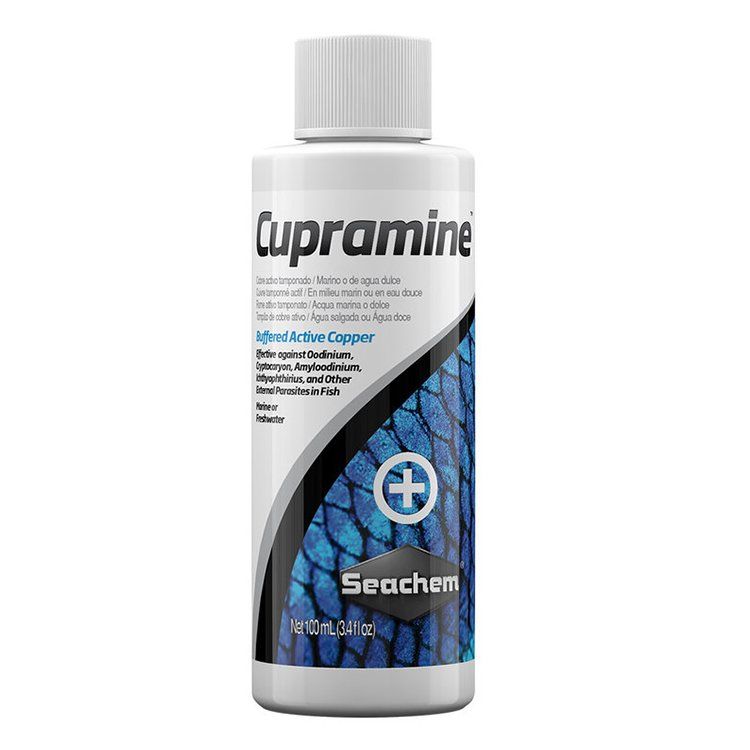 Cupramine™
Cobre activo tamponado / Marino o de agua dulce
Cuivre tamponné actif / En milieu marin ou en eau douce
Rame attivo tamponato / Acqua marina o dolce
Tampão de cobre ativo / Água salgada ou Água doce
Buffered Active Copper
Effective against Oodinium,
Cryptocaryon, Amyloodinium,
Ichthyophthirius, and Other
External Parasites in Fish
Marine or
Freshwater
Seachem®
Net 100 mL (3.4 fl oz)